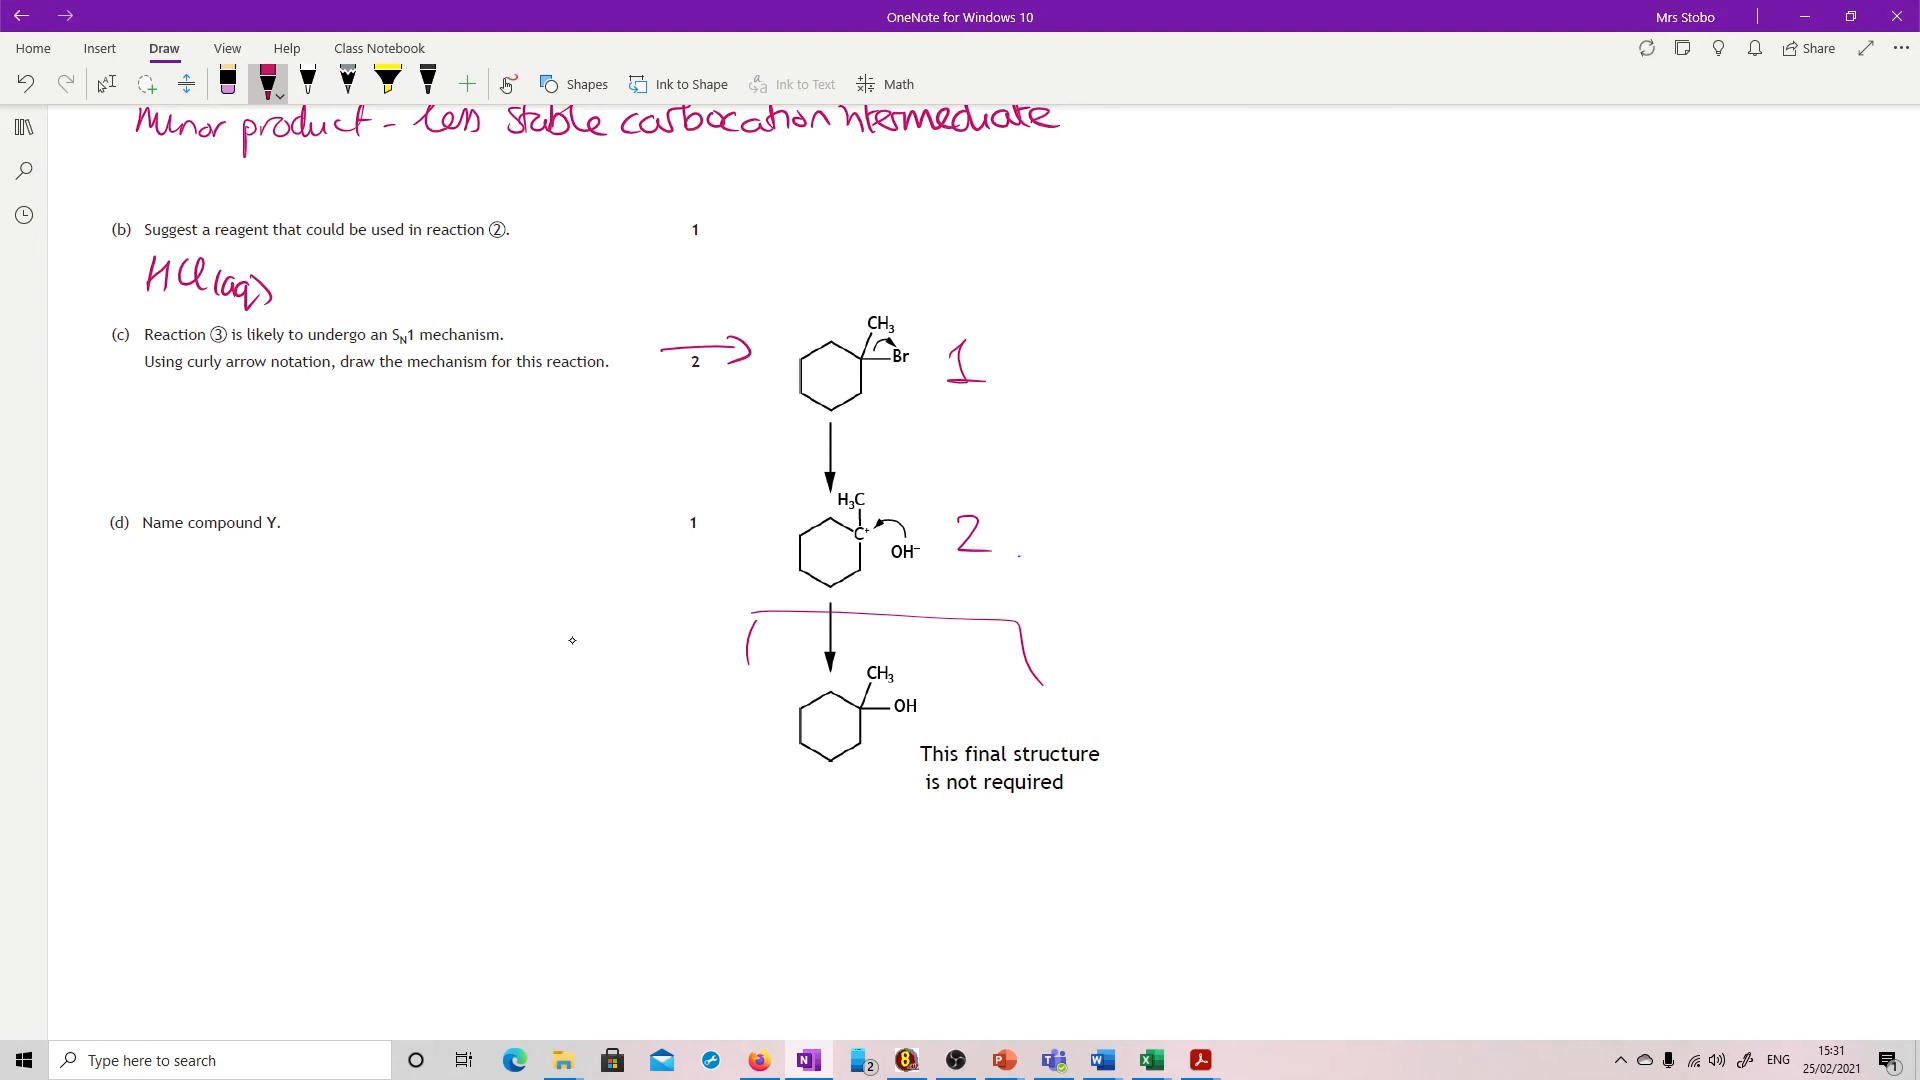 OneNote for Windows 10
Mrs Stobo
Home Insert Draw View Help Class Notebook
Share
Shapes Ink to Shape Ink to Text Math
Minor product - less stable carbocation intermediate
(b) Suggest a reagent that could be used in reaction ②. 1
HCl(aq)
(c) Reaction ③ is likely to undergo an SN1 mechanism.
Using curly arrow notation, draw the mechanism for this reaction. 2
CH3
Br
1
H3C
C+
OH–
2
(d) Name compound Y. 1
CH3
OH
This final structure
is not required
Type here to search
2
8
ENG
15:31
25/02/2021
1